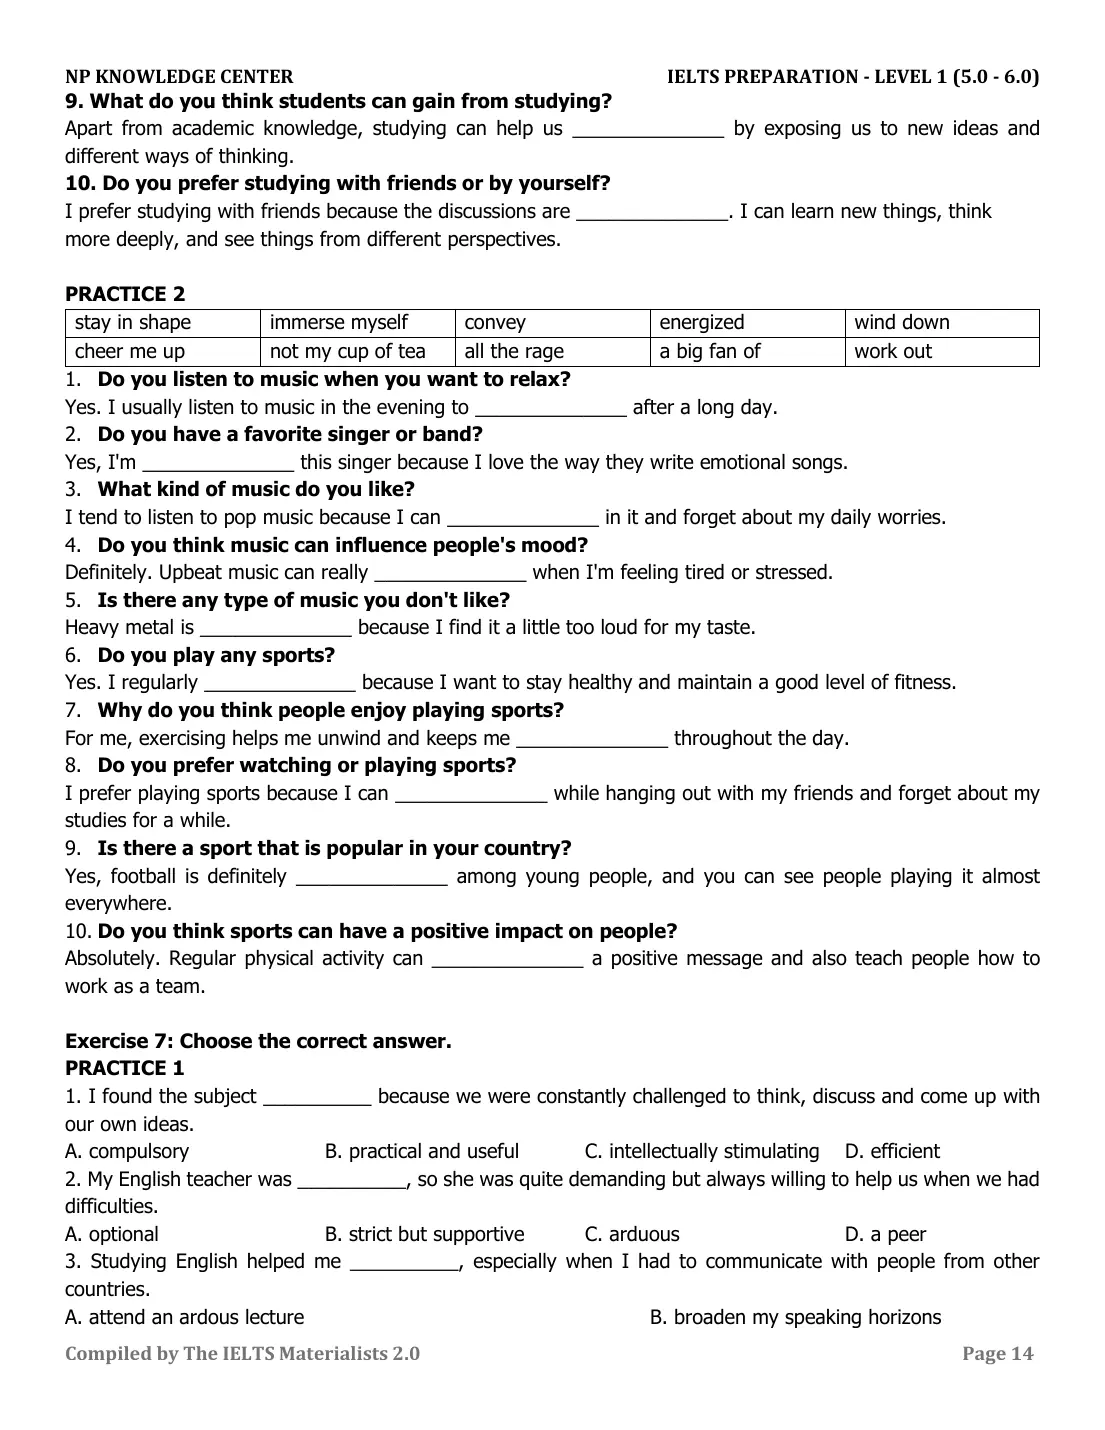 NP KNOWLEDGE CENTER IELTS PREPARATION - LEVEL 1 (5.0 - 6.0)
9. What do you think students can gain from studying?
Apart from academic knowledge, studying can help us ______________ by exposing us to new ideas and
different ways of thinking.
10. Do you prefer studying with friends or by yourself?
I prefer studying with friends because the discussions are ______________. I can learn new things, think
more deeply, and see things from different perspectives.
PRACTICE 2
stay in shape immerse myself convey energized wind down
cheer me up not my cup of tea all the rage a big fan of work out
1. Do you listen to music when you want to relax?
Yes. I usually listen to music in the evening to ______________ after a long day.
2. Do you have a favorite singer or band?
Yes, I'm ______________ this singer because I love the way they write emotional songs.
3. What kind of music do you like?
I tend to listen to pop music because I can ______________ in it and forget about my daily worries.
4. Do you think music can influence people's mood?
Definitely. Upbeat music can really ______________ when I'm feeling tired or stressed.
5. Is there any type of music you don't like?
Heavy metal is ______________ because I find it a little too loud for my taste.
6. Do you play any sports?
Yes. I regularly ______________ because I want to stay healthy and maintain a good level of fitness.
7. Why do you think people enjoy playing sports?
For me, exercising helps me unwind and keeps me ______________ throughout the day.
8. Do you prefer watching or playing sports?
I prefer playing sports because I can ______________ while hanging out with my friends and forget about my
studies for a while.
9. Is there a sport that is popular in your country?
Yes, football is definitely ______________ among young people, and you can see people playing it almost
everywhere.
10. Do you think sports can have a positive impact on people?
Absolutely. Regular physical activity can ______________ a positive message and also teach people how to
work as a team.
Exercise 7: Choose the correct answer.
PRACTICE 1
1. I found the subject __________ because we were constantly challenged to think, discuss and come up with
our own ideas.
A. compulsory B. practical and useful C. intellectually stimulating D. efficient
2. My English teacher was __________, so she was quite demanding but always willing to help us when we had
difficulties.
A. optional B. strict but supportive C. arduous D. a peer
3. Studying English helped me __________, especially when I had to communicate with people from other
countries.
A. attend an ardous lecture B. broaden my speaking horizons
Compiled by The IELTS Materialists 2.0 Page 14